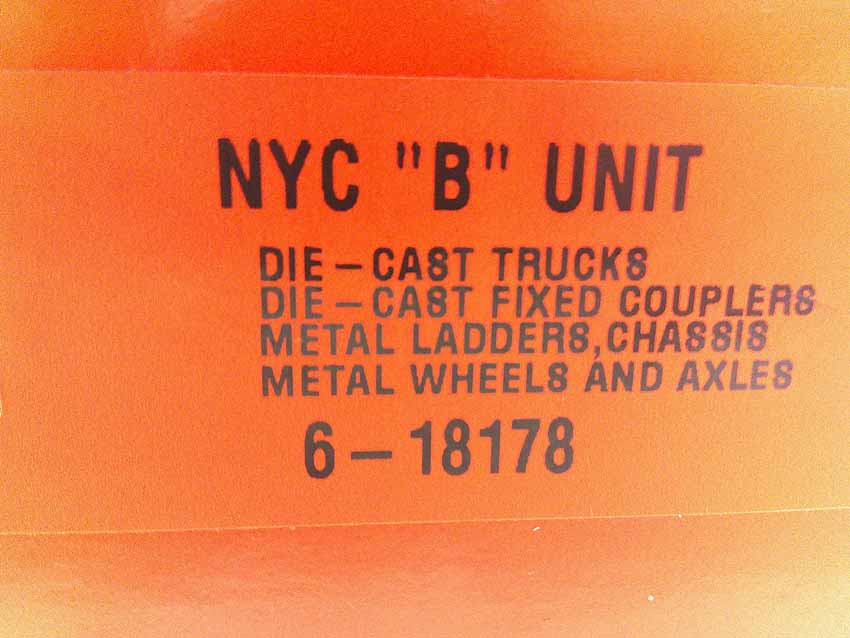 NYC "B" UNIT
DIE-CAST TRUCKS
DIE-CAST FIXED COUPLERS
METAL LADDERS,CHASSIS
METAL WHEELS AND AXLES
6-18178